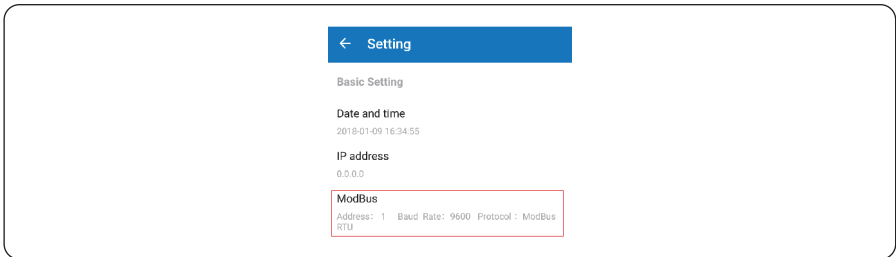 ← Setting
Basic Setting
Date and time
2018-01-09 16:34:55
IP address
0.0.0.0
ModBus
Address: 1 Baud Rate: 9600 Protocol : ModBus
RTU